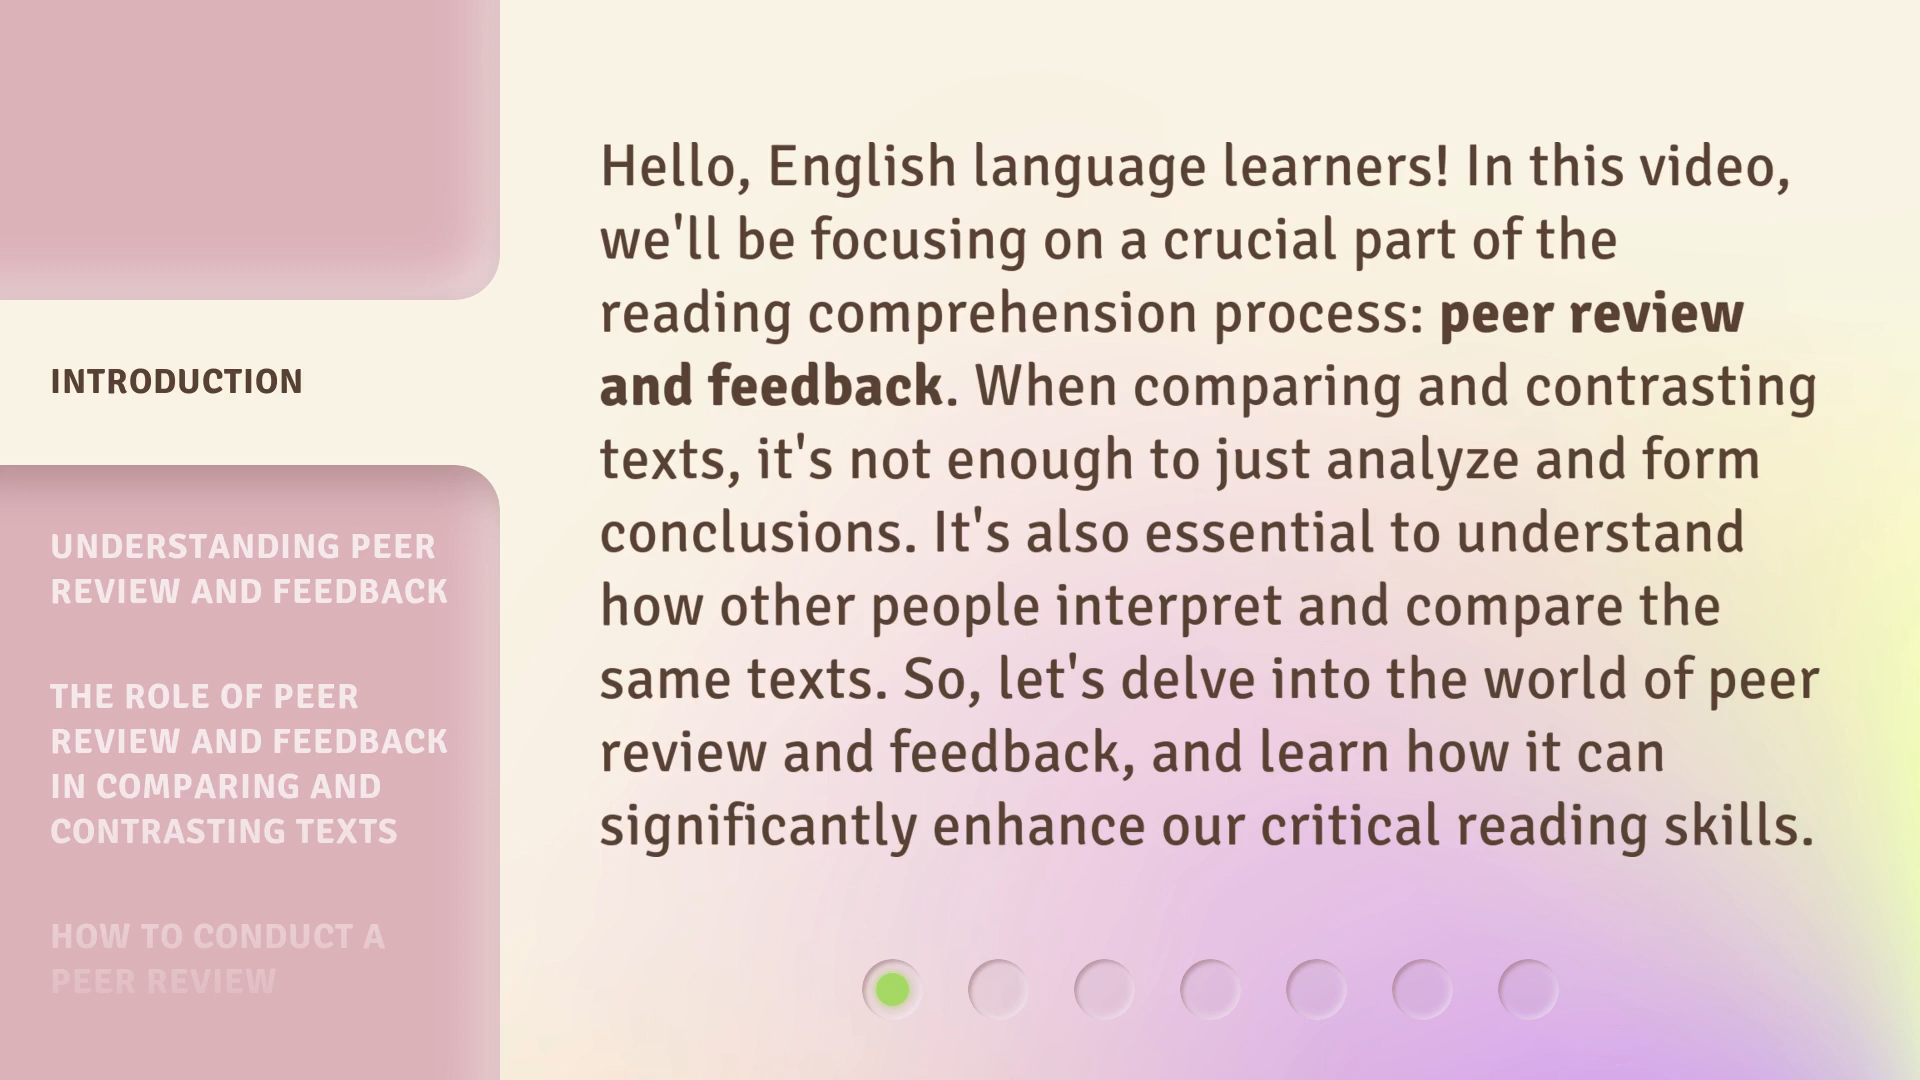 INTRODUCTION
UNDERSTANDING PEER
REVIEW AND FEEDBACK
THE ROLE OF PEER
REVIEW AND FEEDBACK
IN COMPARING AND
CONTRASTING TEXTS
HOW TO CONDUCT A
PEER REVIEW
Hello, English language learners! In this video,
we'll be focusing on a crucial part of the
reading comprehension process: peer review
and feedback. When comparing and contrasting
texts, it's not enough to just analyze and form
conclusions. It's also essential to understand
how other people interpret and compare the
same texts. So, let's delve into the world of peer
review and feedback, and learn how it can
significantly enhance our critical reading skills.